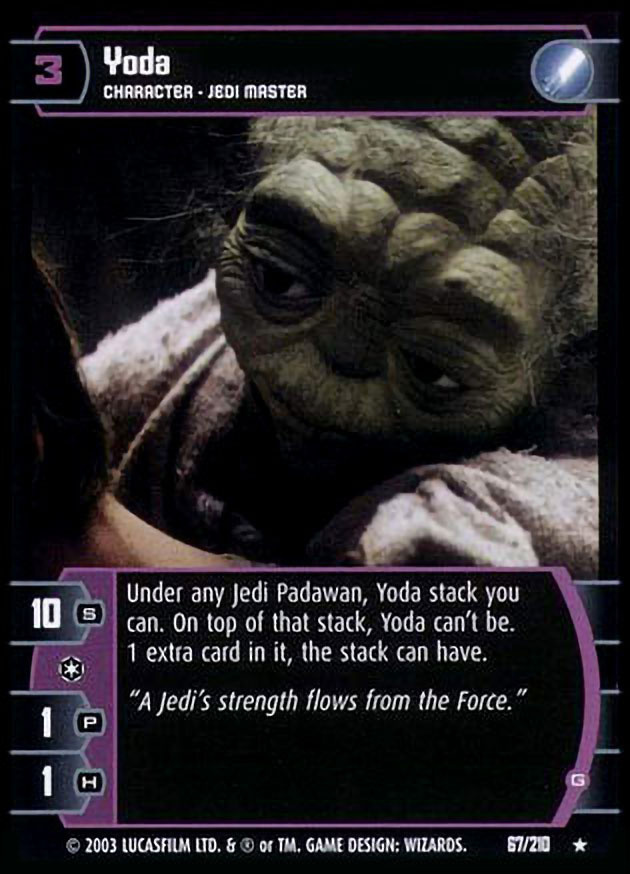 3
Yoda
CHARACTER - JEDI MASTER
10 S
Under any Jedi Padawan, Yoda stack you
can. On top of that stack, Yoda can't be.
1 extra card in it, the stack can have.
"A Jedi's strength flows from the Force."
1 P
1 H
G
© 2003 LUCASFILM LTD. & ® or TM. GAME DESIGN: WIZARDS. 67/210 ★